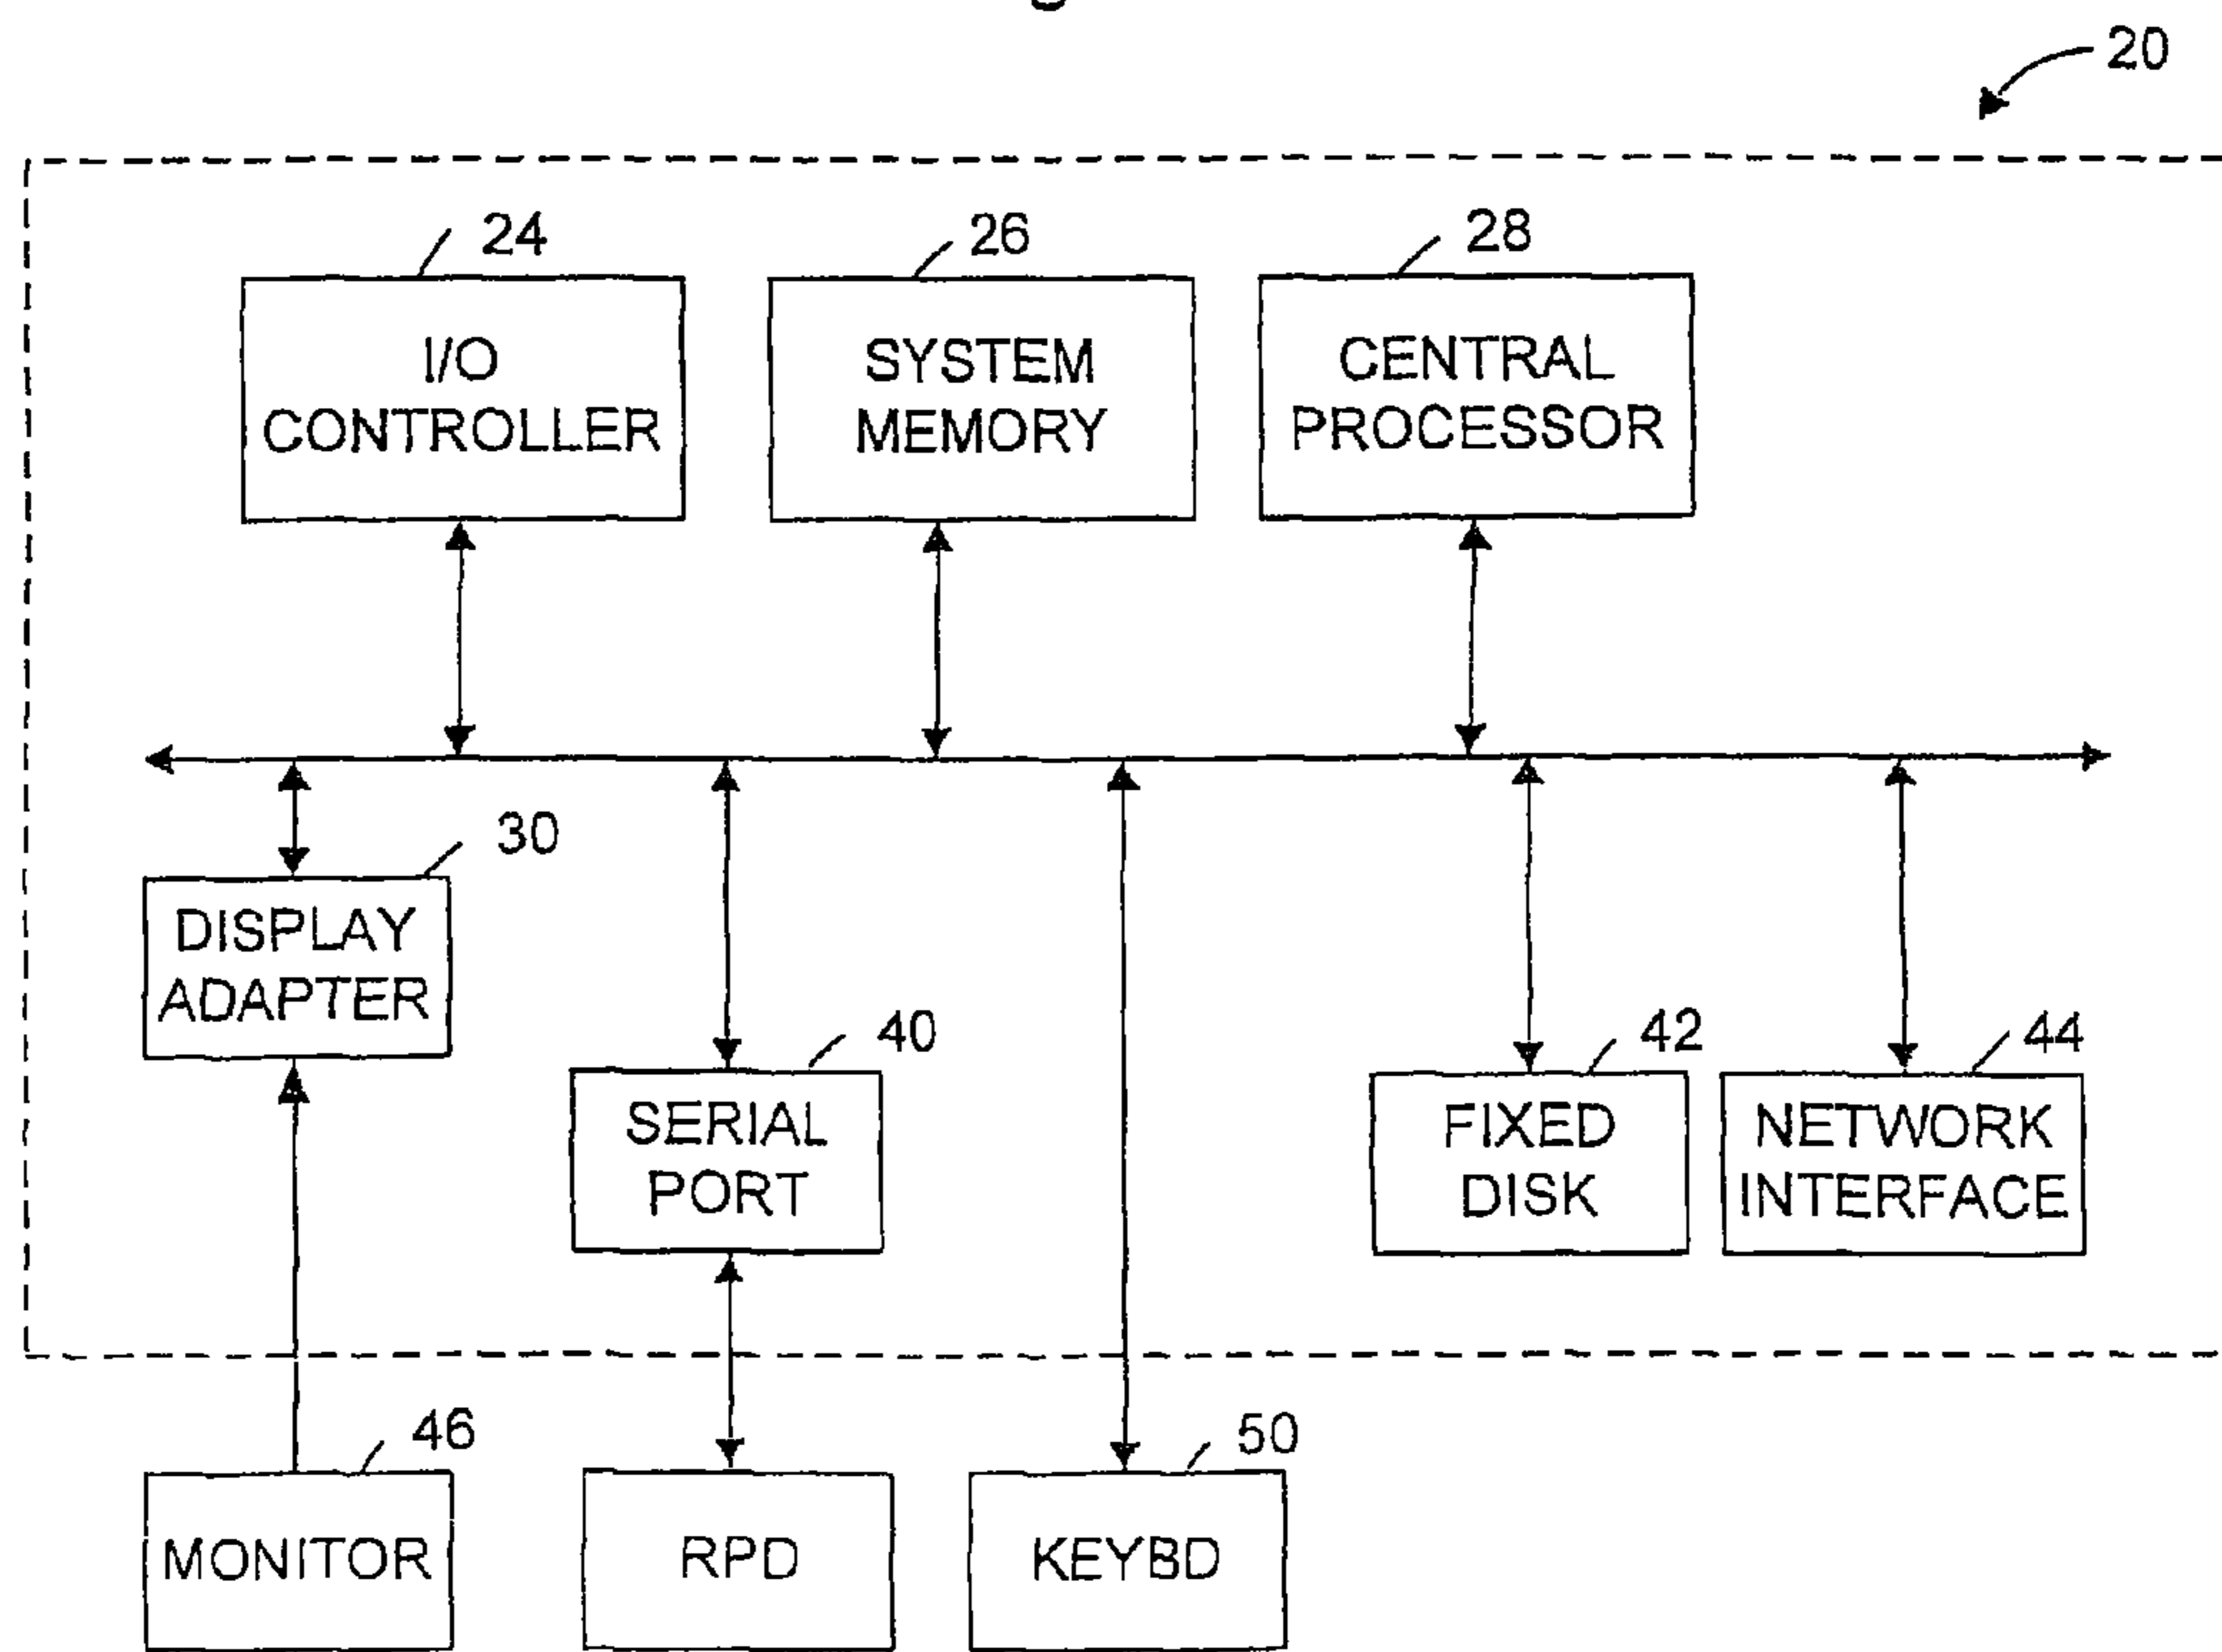 20
24
26
28
I/O
CONTROLLER
SYSTEM
MEMORY
CENTRAL
PROCESSOR
30
DISPLAY
ADAPTER
40
SERIAL
PORT
42
FIXED
DISK
44
NETWORK
INTERFACE
46
MONITOR
RPD
50
KEYBD